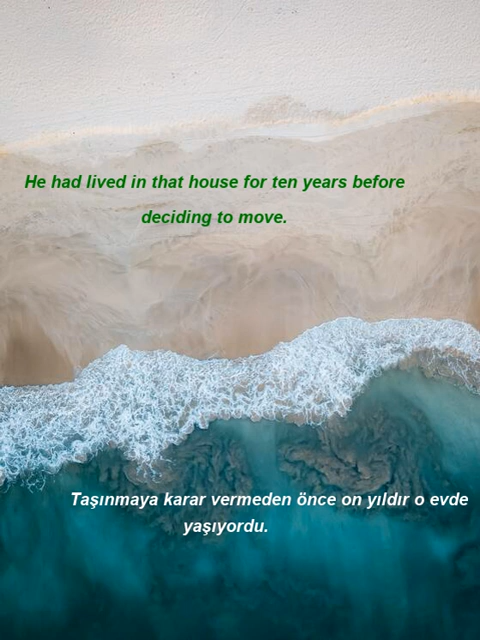 He had lived in that house for ten years before
deciding to move.
Taşınmaya karar vermeden önce on yıldır o evde
yaşıyordu.